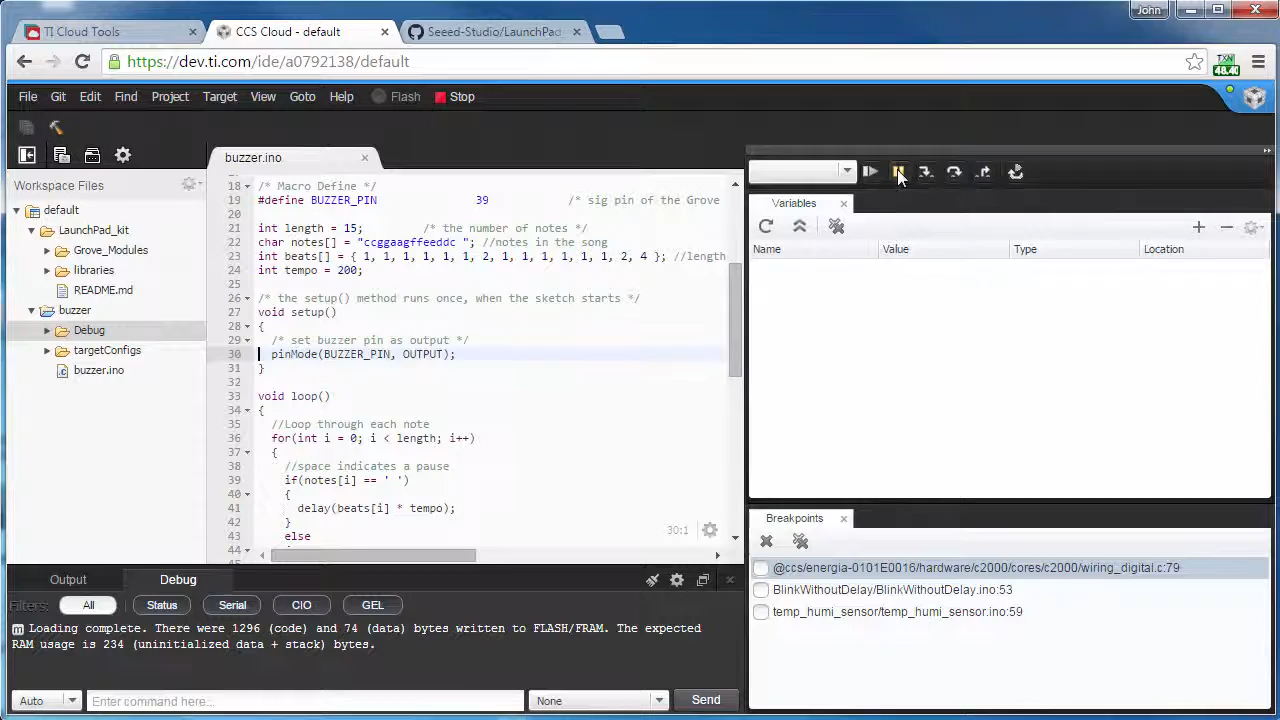 John
TI Cloud Tools
CCS Cloud - default
Seeed-Studio/LaunchPad
https://dev.ti.com/ide/a0792138/default
TXN
48.40
File Git Edit Find Project Target View Goto Help Flash Stop
Workspace Files
default
LaunchPad_kit
Grove_Modules
libraries
README.md
buzzer
Debug
targetConfigs
buzzer.ino
buzzer.ino
18 /* Macro Define */
19 #define BUZZER_PIN 39 /* sig pin of the Grove
20
21 int length = 15; /* the number of notes */
22 char notes[] = "ccggaagffeeddc "; //notes in the song
23 int beats[] = { 1, 1, 1, 1, 1, 1, 2, 1, 1, 1, 1, 1, 1, 2, 4 }; //length
24 int tempo = 200;
25
26 /* the setup() method runs once, when the sketch starts */
27 void setup()
28 {
29 /* set buzzer pin as output */
30 pinMode(BUZZER_PIN, OUTPUT);
31 }
32
33 void loop()
34 {
35 //Loop through each note
36 for(int i = 0; i < length; i++)
37 {
38 //space indicates a pause
39 if(notes[i] == ' ')
40 {
41 delay(beats[i] * tempo);
42 }
43 else
44
30:1
Variables
Name Value Type Location
Breakpoints
@ccs/energia-0101E0016/hardware/c2000/cores/c2000/wiring_digital.c:79
BlinkWithoutDelay/BlinkWithoutDelay.ino:53
temp_humi_sensor/temp_humi_sensor.ino:59
Output Debug
Filters: All Status Serial CIO GEL
m Loading complete. There were 1296 (code) and 74 (data) bytes written to FLASH/FRAM. The expected
RAM usage is 234 (uninitialized data + stack) bytes.
Auto Enter command here... None Send